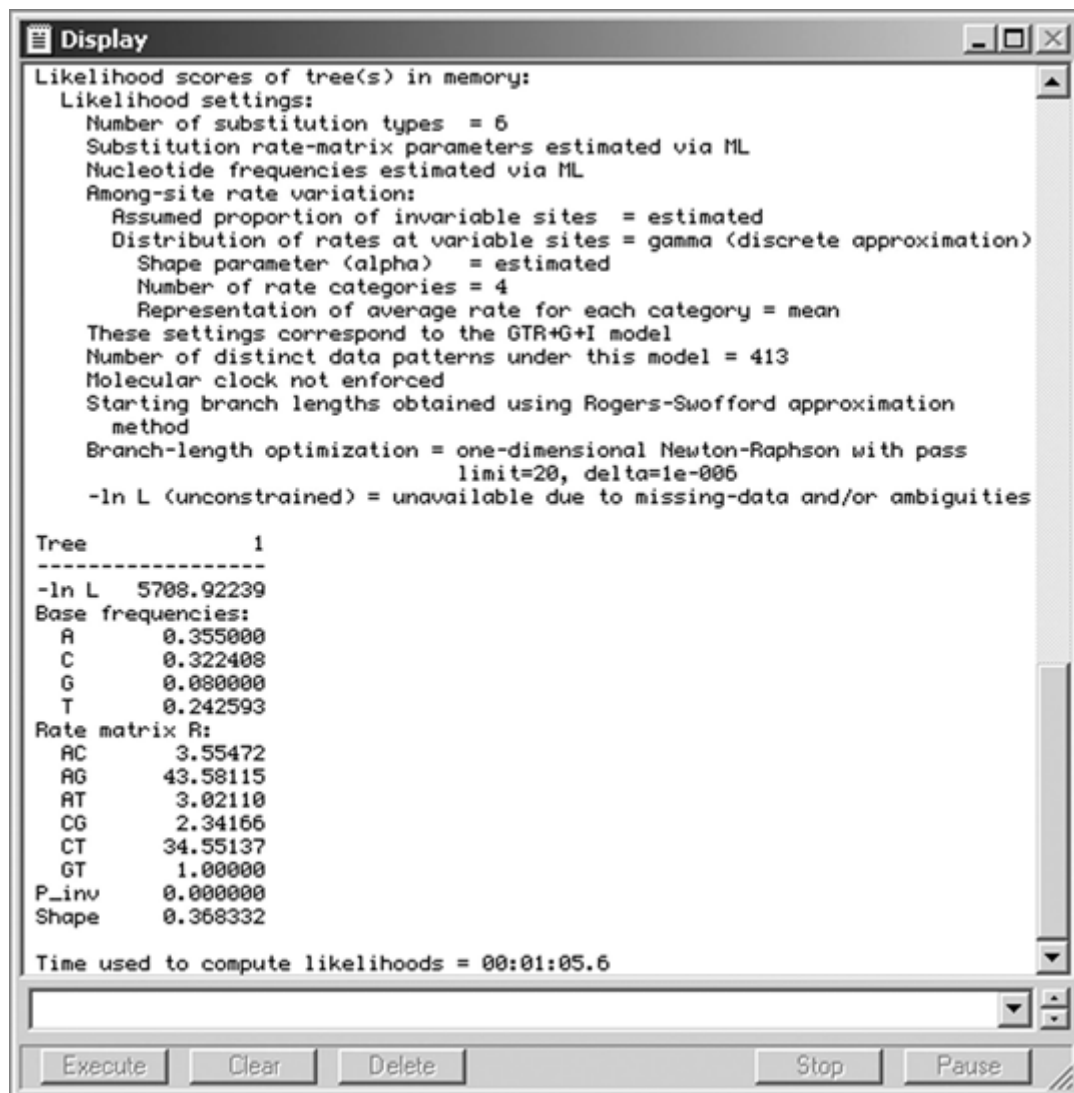 Display
Likelihood scores of tree(s) in memory:
Likelihood settings:
Number of substitution types = 6
Substitution rate-matrix parameters estimated via ML
Nucleotide frequencies estimated via ML
Among-site rate variation:
Assumed proportion of invariable sites = estimated
Distribution of rates at variable sites = gamma (discrete approximation)
Shape parameter (alpha) = estimated
Number of rate categories = 4
Representation of average rate for each category = mean
These settings correspond to the GTR+G+I model
Number of distinct data patterns under this model = 413
Molecular clock not enforced
Starting branch lengths obtained using Rogers-Swofford approximation
method
Branch-length optimization = one-dimensional Newton-Raphson with pass
limit=20, delta=1e-006
-ln L (unconstrained) = unavailable due to missing-data and/or ambiguities
Tree 1
------------------
-ln L 5708.92239
Base frequencies:
A 0.355000
C 0.322408
G 0.080000
T 0.242593
Rate matrix R:
AC 3.55472
AG 43.58115
AT 3.02110
CG 2.34166
CT 34.55137
GT 1.00000
P_inv 0.000000
Shape 0.368332
Time used to compute likelihoods = 00:01:05.6
Execute Clear Delete Stop Pause